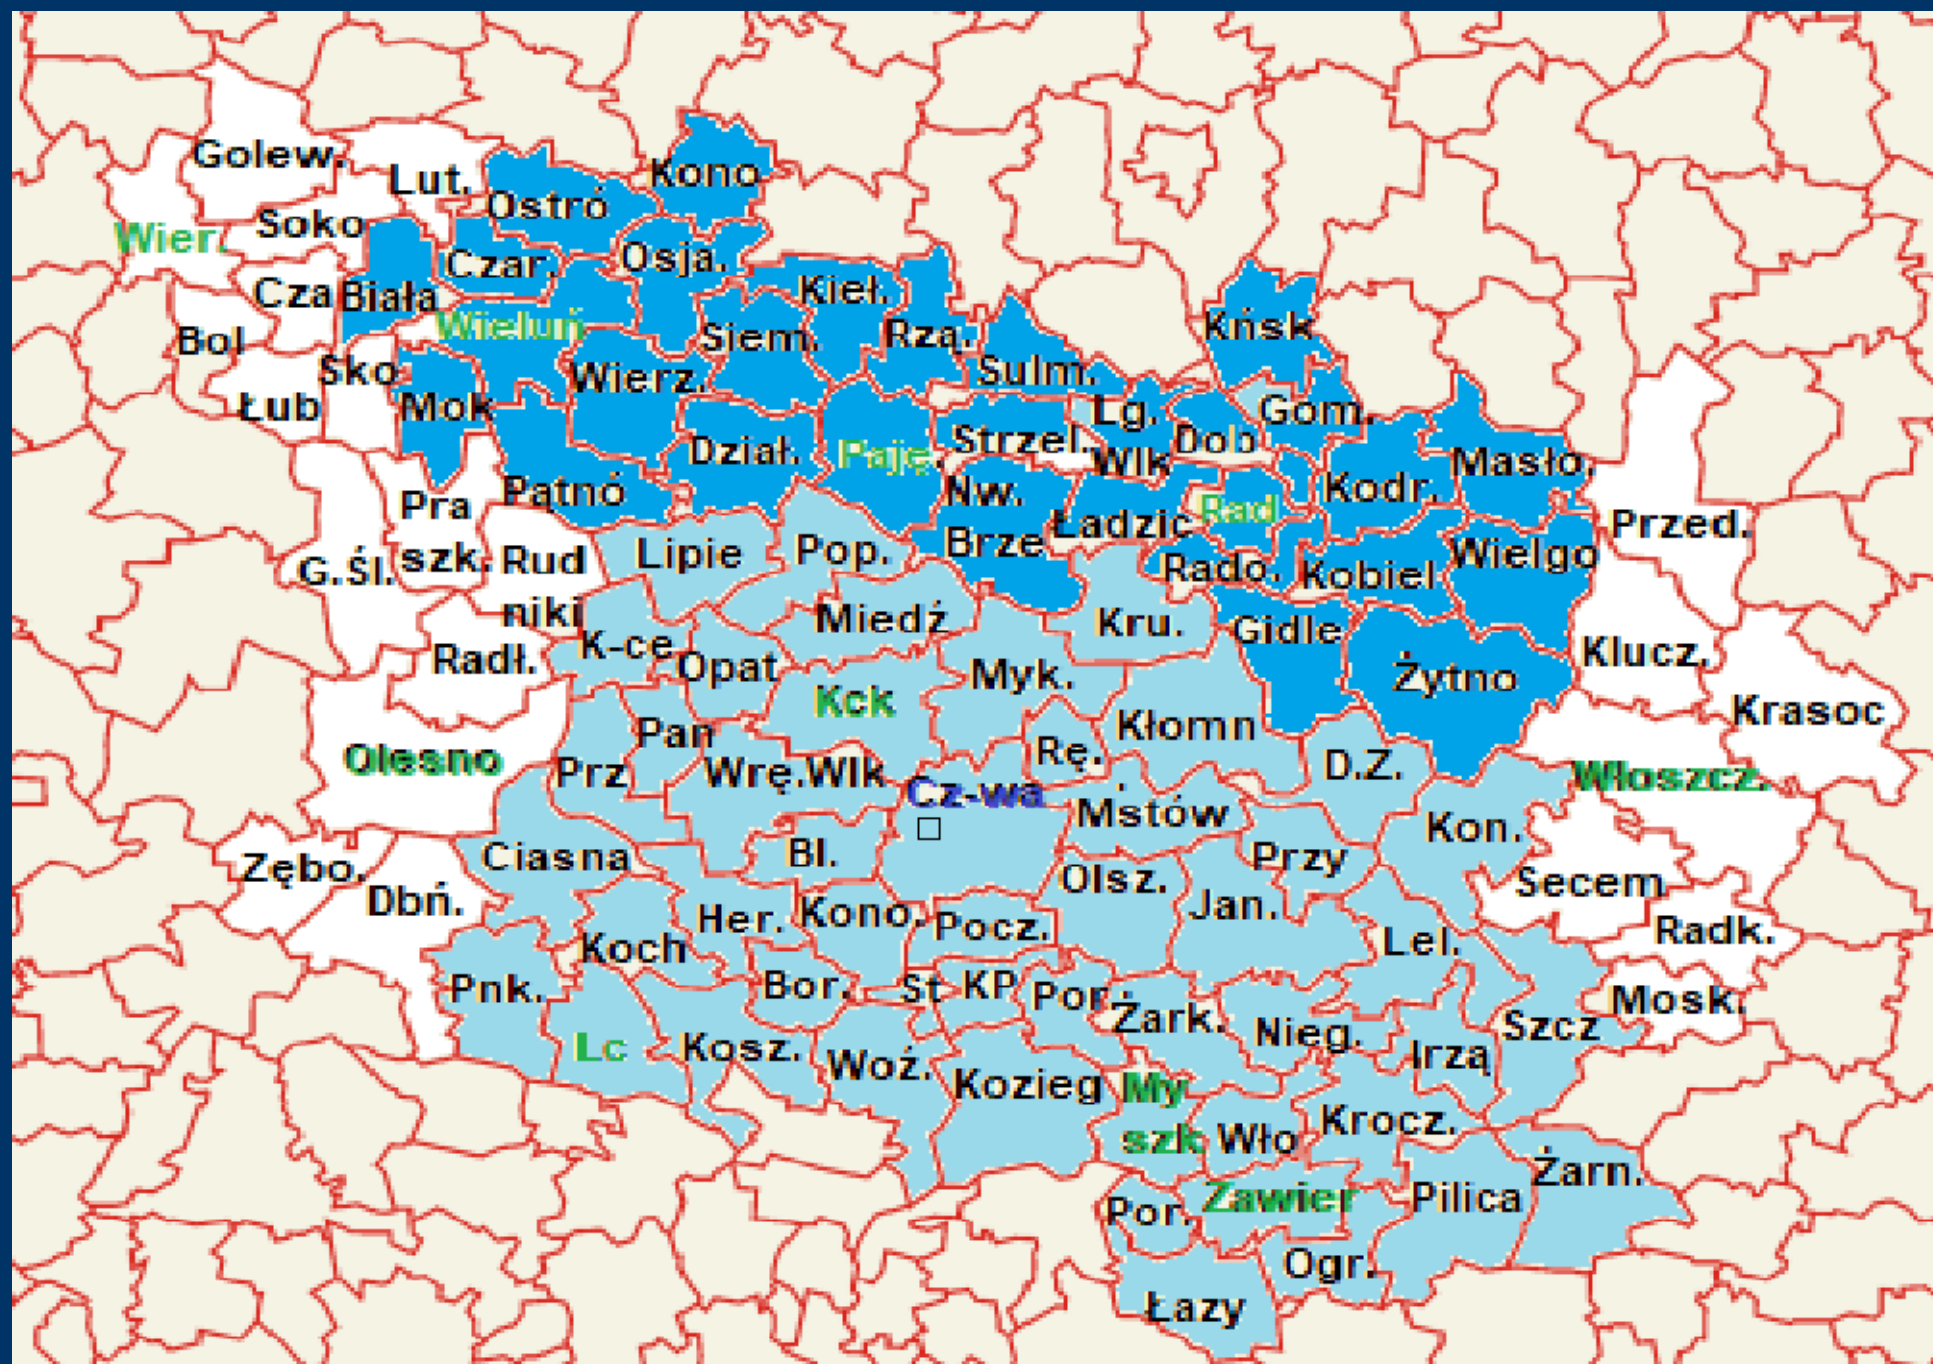 Golew.
Lut.
Kono
Ostró
Soko
Wier.
Czar.
Osja.
Cza
Biała
Kieł.
Wieluń
Bol
Siem.
Rzą.
Kńsk
Sko
Wierz.
Sulm.
Łub
Mok
Lg.
Gom.
Dział.
Paję.
Strzel.
Wlk
Dob
Masło.
Pra
szk.
Pątnó
Nw.
Brze
Ładzic
Rad
Kodr.
Przed.
G.Śl.
Rud
niki
Lipie
Pop.
Rado.
Kobiel
Wielgo
Radł.
K-ce
Opat
Miedź
Kru.
Gidle
Klucz.
Kck
Myk.
Żytno
Krasoc
Olesno
Pan
Prz
Wrę.Wlk
Rę.
Kłomn
D.Z.
Włoszcz.
Cz-wa
Mstów
Kon.
Zębo.
Ciasna
Bl.
Olsz.
Przy
Secem
Dbń.
Her.
Kono.
Pocz.
Jan.
Lel.
Radk.
Koch
Pnk.
Bor.
St
KP
Por
Żark.
Nieg.
Szcz
Mosk.
Lc
Kosz.
Woź.
Kozieg
My
szk
Irzą
Wło
Krocz.
Zawier
Pilica
Żarn.
Por.
Ogr.
Łazy